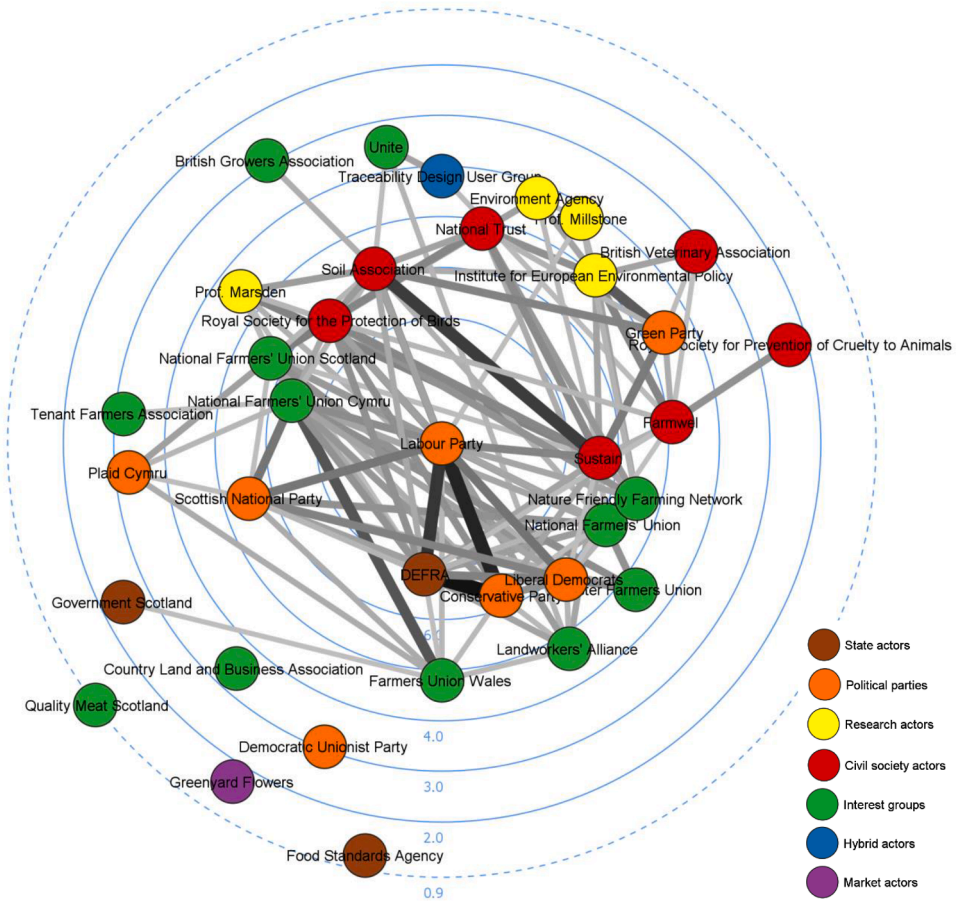 Unite
British Growers Association
Traceability Design User Group
Environment Agency
Prof. Millstone
National Trust
British Veterinary Association
Soil Association
Institute for European Environmental Policy
Prof. Marsden
Royal Society for the Protection of Birds
Green Party
Society for Prevention of Cruelty to Animals
National Farmers' Union Scotland
National Farmers' Union Cymru
Tenant Farmers Association
Farmwel
Labour Party
Sustain
Plaid Cymru
Scottish National Party
Nature Friendly Farming Network
National Farmers' Union
DEFRA
Liberal Democrats
Conservative Party
Farmers Union
Government Scotland
Landworkers' Alliance
State actors
Country Land and Business Association
Farmers Union Wales
Political parties
Quality Meat Scotland
Research actors
4.0
Democratic Unionist Party
Civil society actors
Greenyard Flowers
3.0
Interest groups
2.0
Hybrid actors
Food Standards Agency
Market actors
0.9